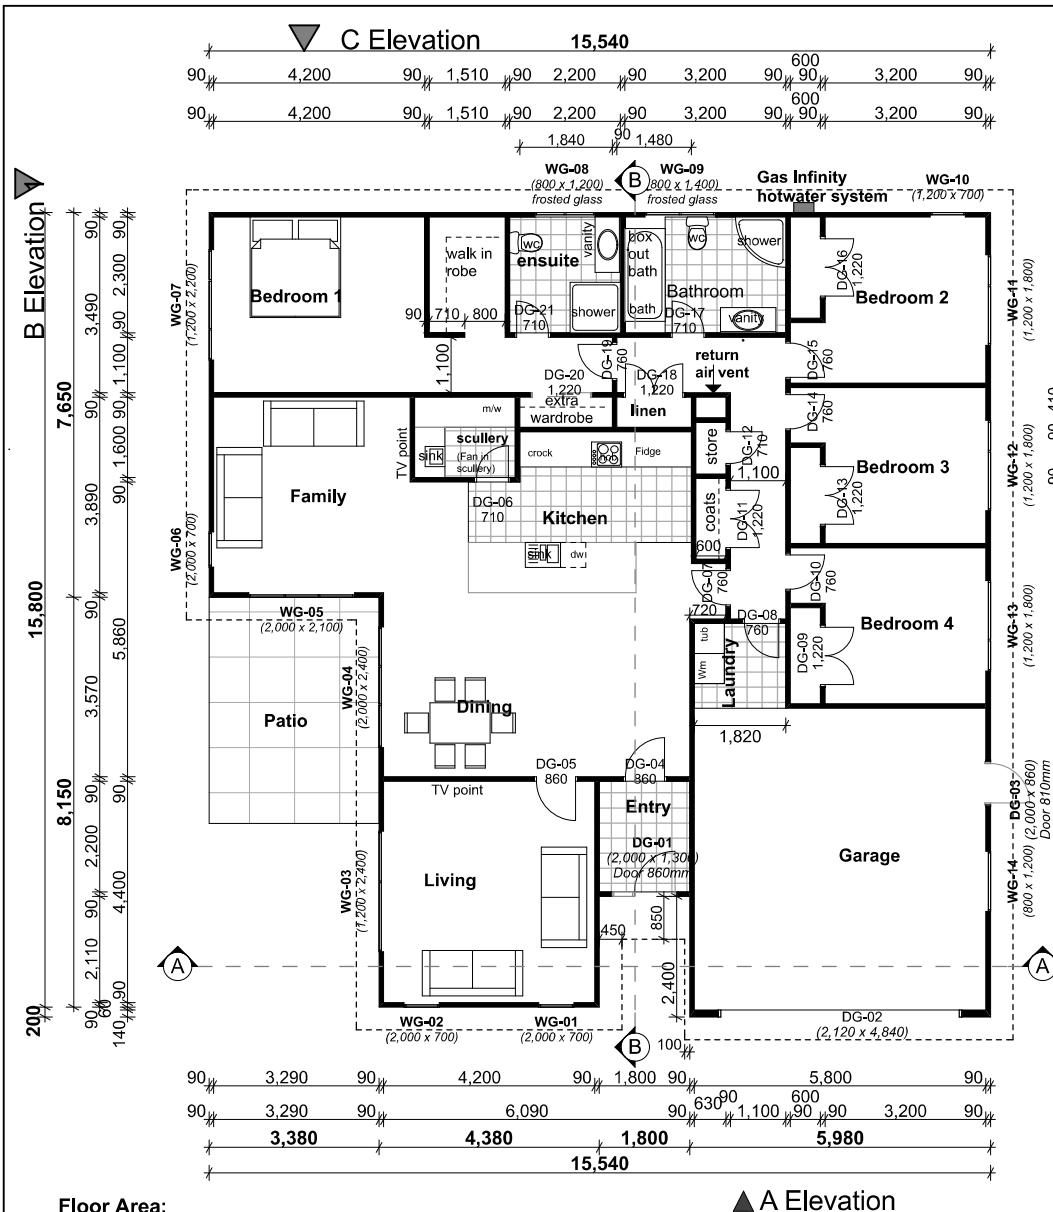 C Elevation
15,540
600
90 4,200 90 1,510 90 2,200 90 3,200 90 90 3,200 90
600
90 4,200 90 1,510 90 2,200 90 3,200 90 90 3,200 90
1,840 90 1,480
WG-08
(800 x 1,200)
frosted glass
B
WG-09
(800 x 1,400)
frosted glass
Gas Infinity
hotwater system
WG-10
(1,200 x 700)
B Elevation
WG-07
(1,200 x 2,200)
Bedroom 1
walk in
robe
wc
vanity
ensuite
shower
box
out
bath
bath
wc
shower
Bathroom
vanity
DG-16
1,220
Bedroom 2
WG-11
(1,200 x 1,800)
90 710 800
DG-21
710
DG-17
710
1,100
DG-19
760
return
air vent
DG-15
760
DG-20
1,220
DG-18
1,220
extra
wardrobe
linen
DG-14
760
m/w
TV point
sink
scullery
(Fan in
scullery)
crock
hob
Fidge
store
DG-12
710
1,100
Bedroom 3
WG-12
(1,200 x 1,800)
90 90 410
Family
DG-06
710
Kitchen
coats
DG-11
1,220
DG-13
1,220
WG-06
(2,000 x 700)
sink
dw
600
DG-07
760
DG-10
760
WG-05
(2,000 x 2,100)
720
DG-08
760
Bedroom 4
WG-13
(1,200 x 1,800)
tub
Wm
Laundry
DG-09
1,220
WG-04
(2,000 x 2,400)
Patio
Dining
1,820
DG-05
860
DG-04
860
TV point
Entry
DG-03
(2,000 x 860)
Door 810mm
DG-01
(2,000 x 1,300)
Door 860mm
Garage
WG-03
(1,200 x 2,400)
Living
WG-14
(800 x 1,200)
850
450
2,400
A
A
WG-02
(2,000 x 700)
WG-01
(2,000 x 700)
B
100
DG-02
(2,120 x 4,840)
15,800
200
7,650
8,150
90 3,490 90 3,890 90 3,570 90 2,200 90 2,110 90 60
90 2,300 90 1,100 90 1,600 90 5,860 90 4,400 90 140
90 3,290 90 4,200 90 1,800 90 5,800 90
90 3,290 90 6,090 90 630 90 1,100 90 600 90 3,200 90
3,380 4,380 1,800 5,980
15,540
Floor Area:
A Elevation